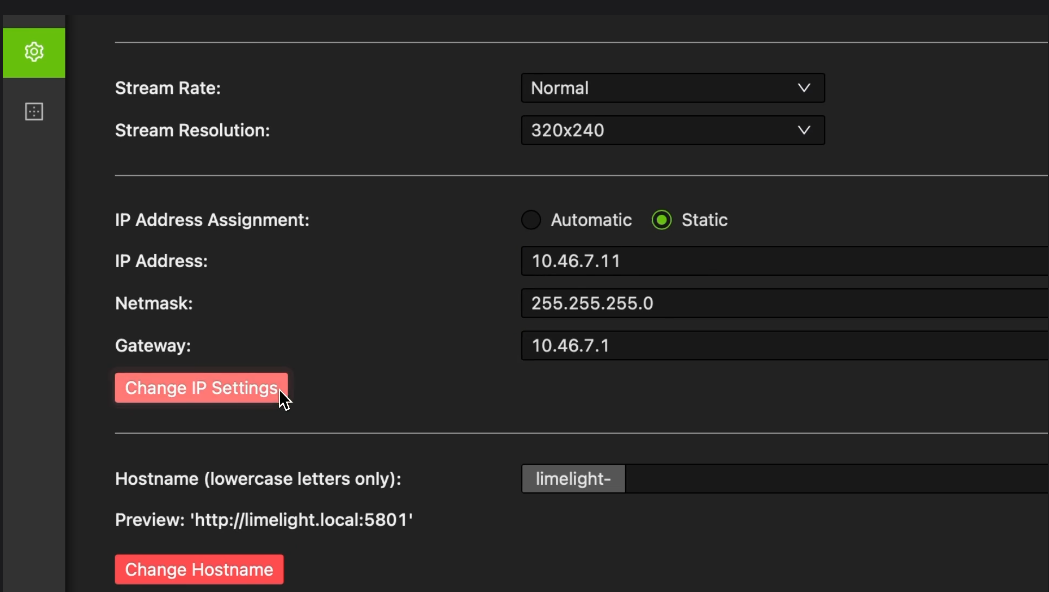 Stream Rate: Normal
Stream Resolution: 320x240
IP Address Assignment: Automatic Static
IP Address: 10.46.7.11
Netmask: 255.255.255.0
Gateway: 10.46.7.1
Change IP Settings
Hostname (lowercase letters only): limelight-
Preview: 'http://limelight.local:5801'
Change Hostname